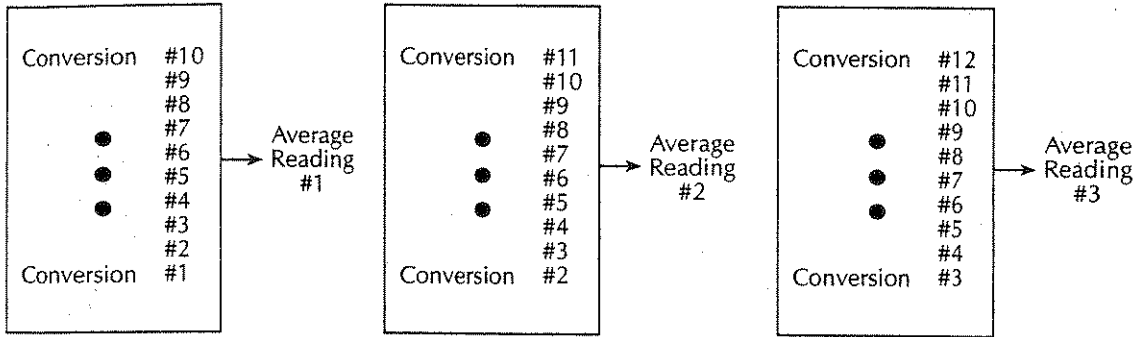 Conversion #10
#9
#8
#7
#6
#5
#4
#3
#2
Conversion #1
Average
Reading
#1
Conversion #11
#10
#9
#8
#7
#6
#5
#4
#3
Conversion #2
Average
Reading
#2
Conversion #12
#11
#10
#9
#8
#7
#6
#5
#4
Conversion #3
Average
Reading
#3